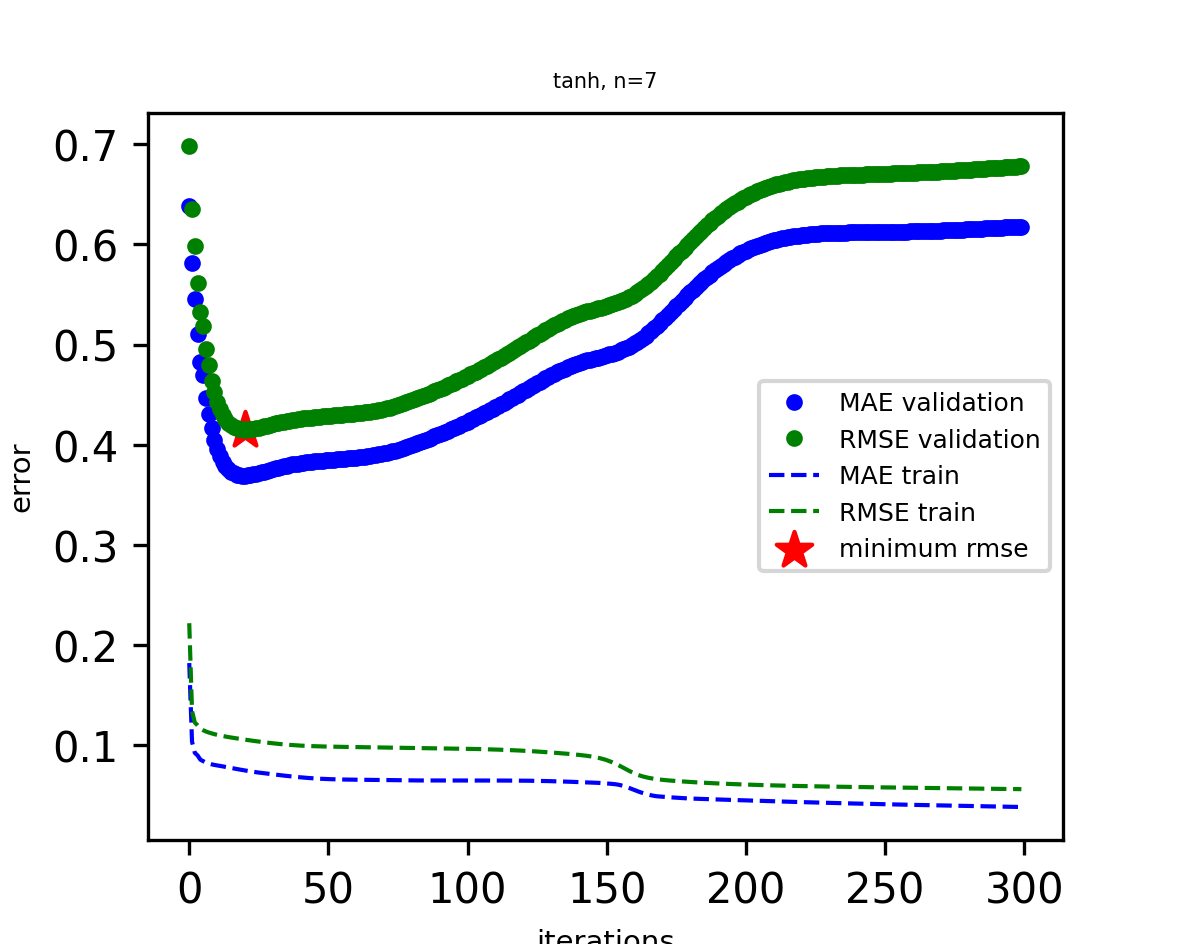 tanh, n=7
0.7
0.6
0.5
0.4
0.3
0.2
0.1
error
MAE validation
RMSE validation
MAE train
RMSE train
minimum rmse
0 50 100 150 200 250 300
iterations